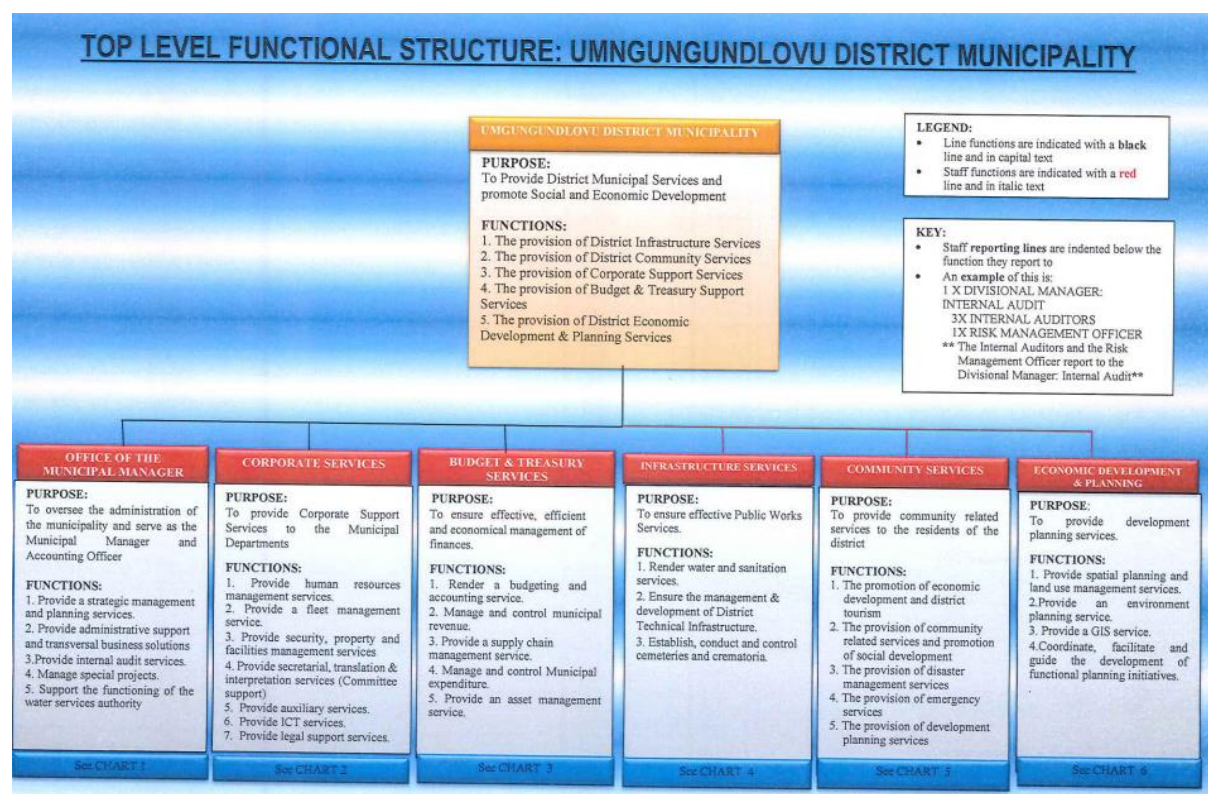 TOP LEVEL FUNCTIONAL STRUCTURE: UMNGUNGUNDLOVU DISTRICT MUNICIPALITY
UMGUNGUNDLOVU DISTRICT MUNICIPALITY
PURPOSE:
To Provide District Municipal Services and
promote Social and Economic Development
FUNCTIONS:
1. The provision of District Infrastructure Services
2. The provision of District Community Services
3. The provision of Corporate Support Services
4. The provision of Budget & Treasury Support
Services
5. The provision of District Economic
Development & Planning Services
LEGEND:
• Line functions are indicated with a black
line and in capital text
• Staff functions are indicated with a red
line and in italic text
KEY:
• Staff reporting lines are indented below the
function they report to
• An example of this is:
1 X DIVISIONAL MANAGER:
INTERNAL AUDIT
3X INTERNAL AUDITORS
1X RISK MANAGEMENT OFFICER
** The Internal Auditors and the Risk
Management Officer report to the
Divisional Manager: Internal Audit**
OFFICE OF THE
MUNICIPAL MANAGER
PURPOSE:
To oversee the administration of
the municipality and serve as the
Municipal Manager and
Accounting Officer
FUNCTIONS:
1. Provide a strategic management
and planning services.
2. Provide administrative support
and transversal business solutions
3.Provide internal audit services.
4. Manage special projects.
5. Support the functioning of the
water services authority
See CHART 1
CORPORATE SERVICES
PURPOSE:
To provide Corporate Support
Services to the Municipal
Departments
FUNCTIONS:
1. Provide human resources
management services.
2. Provide a fleet management
service.
3. Provide security, property and
facilities management services
4. Provide secretarial, translation &
interpretation services (Committee
support)
5. Provide auxiliary services.
6. Provide ICT services.
7. Provide legal support services.
See CHART 2
BUDGET & TREASURY
SERVICES
PURPOSE:
To ensure effective, efficient
and economical management of
finances.
FUNCTIONS:
1. Render a budgeting and
accounting service.
2. Manage and control municipal
revenue.
3. Provide a supply chain
management service.
4. Manage and control Municipal
expenditure.
5. Provide an asset management
service.
See CHART 3
INFRASTRUCTURE SERVICES
PURPOSE:
To ensure effective Public Works
Services.
FUNCTIONS:
1. Render water and sanitation
services.
2. Ensure the management &
development of District
Technical Infrastructure.
3. Establish, conduct and control
cemeteries and crematoria.
See CHART 4
COMMUNITY SERVICES
PURPOSE:
To provide community related
services to the residents of the
district
FUNCTIONS:
1. The promotion of economic
development and district
tourism
2. The provision of community
related services and promotion
of social development
3. The provision of disaster
management services
4. The provision of emergency
services
5. The provision of development
planning services
See CHART 5
ECONOMIC DEVELOPMENT
& PLANNING
PURPOSE:
To provide development
planning services.
FUNCTIONS:
1. Provide spatial planning and
land use management services.
2.Provide an environment
planning service.
3. Provide a GIS service.
4.Coordinate, facilitate and
guide the development of
functional planning initiatives.
.
See CHART 6